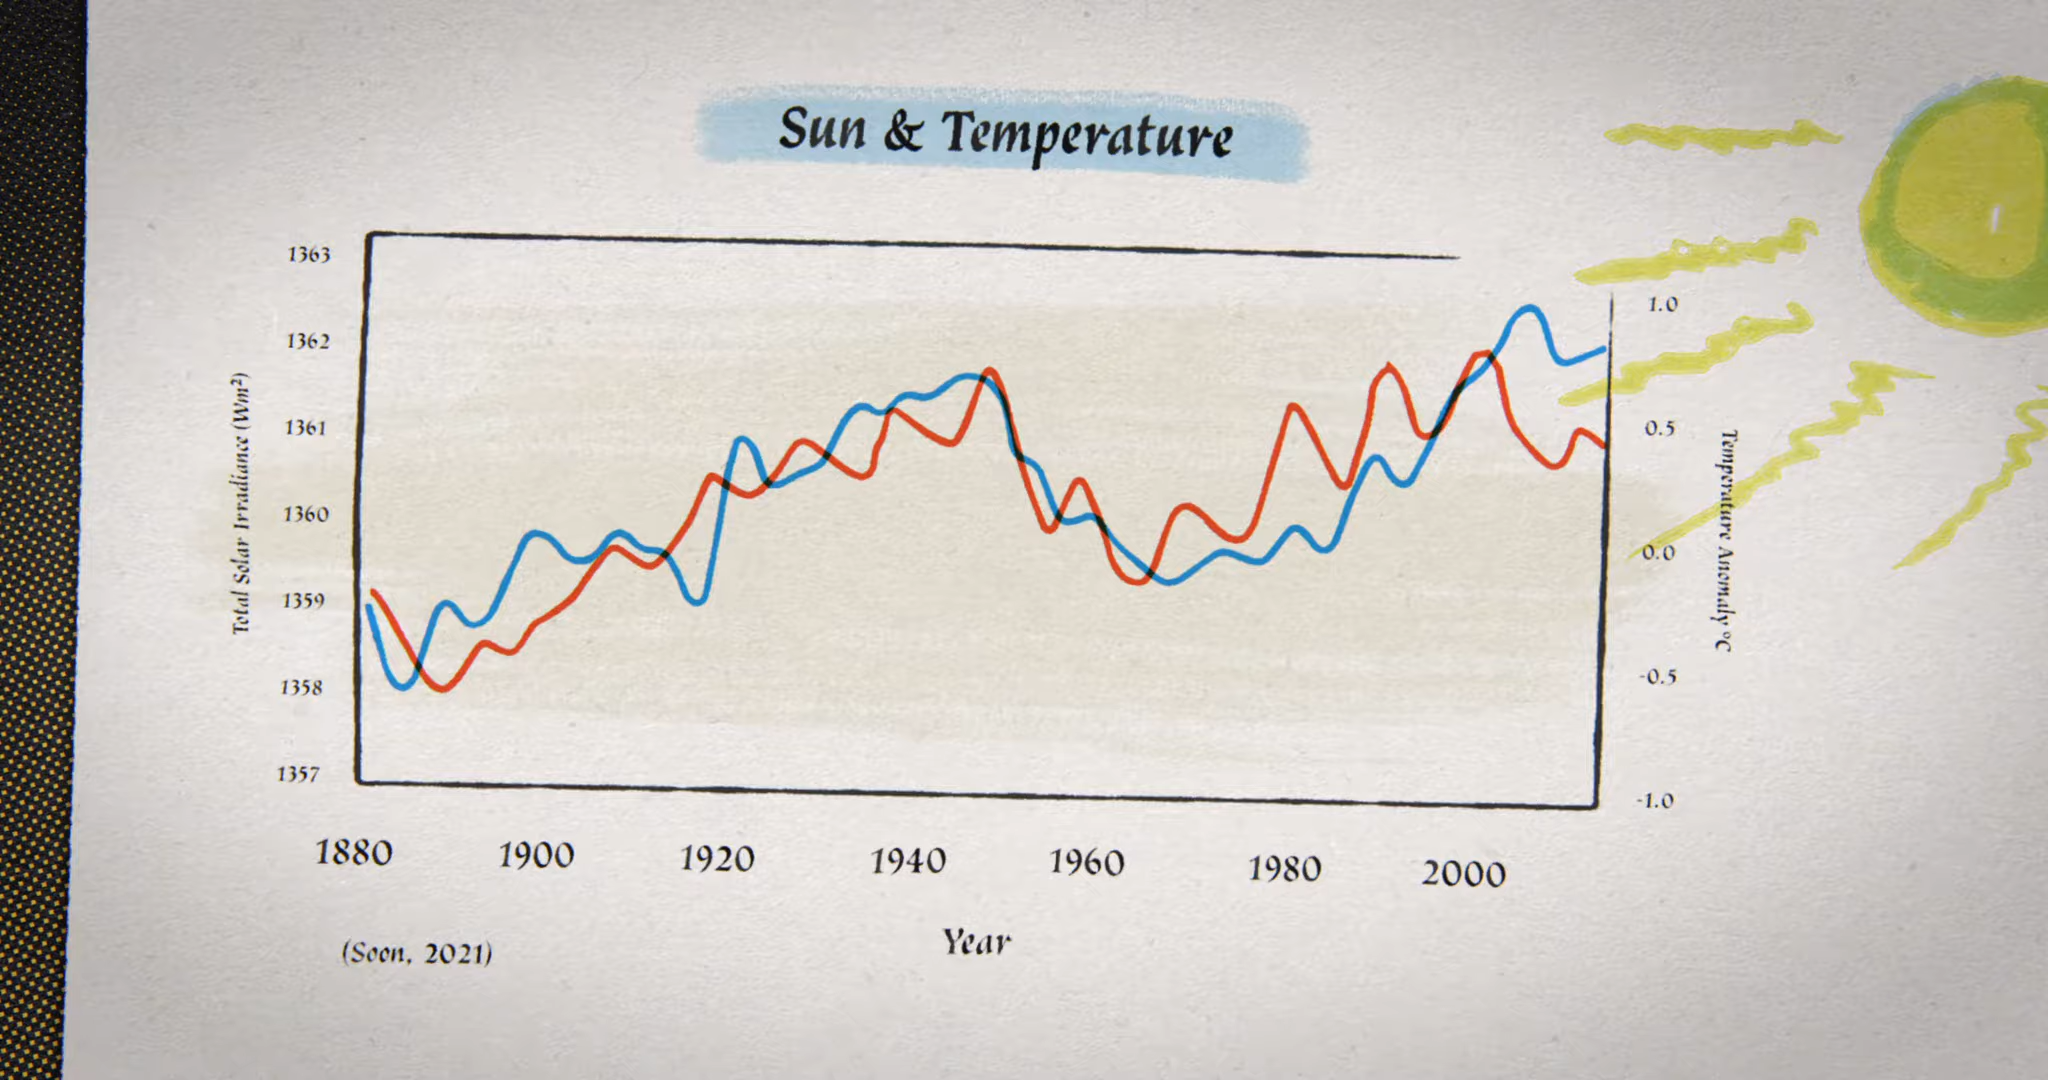 Sun & Temperature
1363
1362
1361
1360
1359
1358
1357
Total Solar Irradiance (Wm²)
1.0
0.5
0.0
-0.5
-1.0
Temperature Anomaly °C
1880 1900 1920 1940 1960 1980 2000
Year
(Soon, 2021)